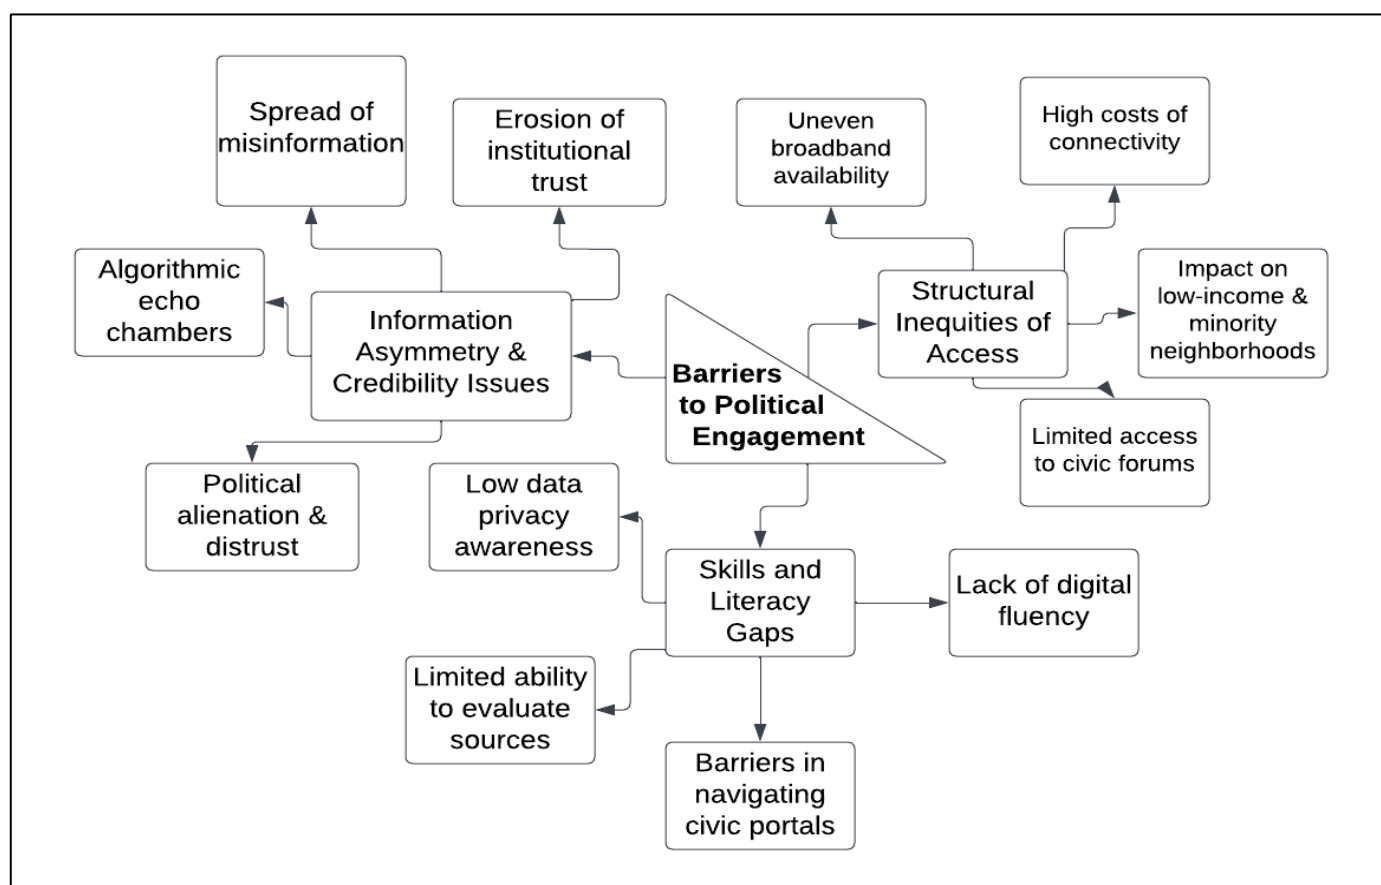 Spread of
misinformation
Erosion of
institutional
trust
Uneven
broadband
availability
High costs of
connectivity
Algorithmic
echo
chambers
Information
Asymmetry &
Credibility Issues
Barriers
to Political
Engagement
Structural
Inequities of
Access
Impact on
low-income &
minority
neighborhoods
Limited access
to civic forums
Political
alienation &
distrust
Low data
privacy
awareness
Skills and
Literacy
Gaps
Lack of digital
fluency
Limited ability
to evaluate
sources
Barriers in
navigating
civic portals